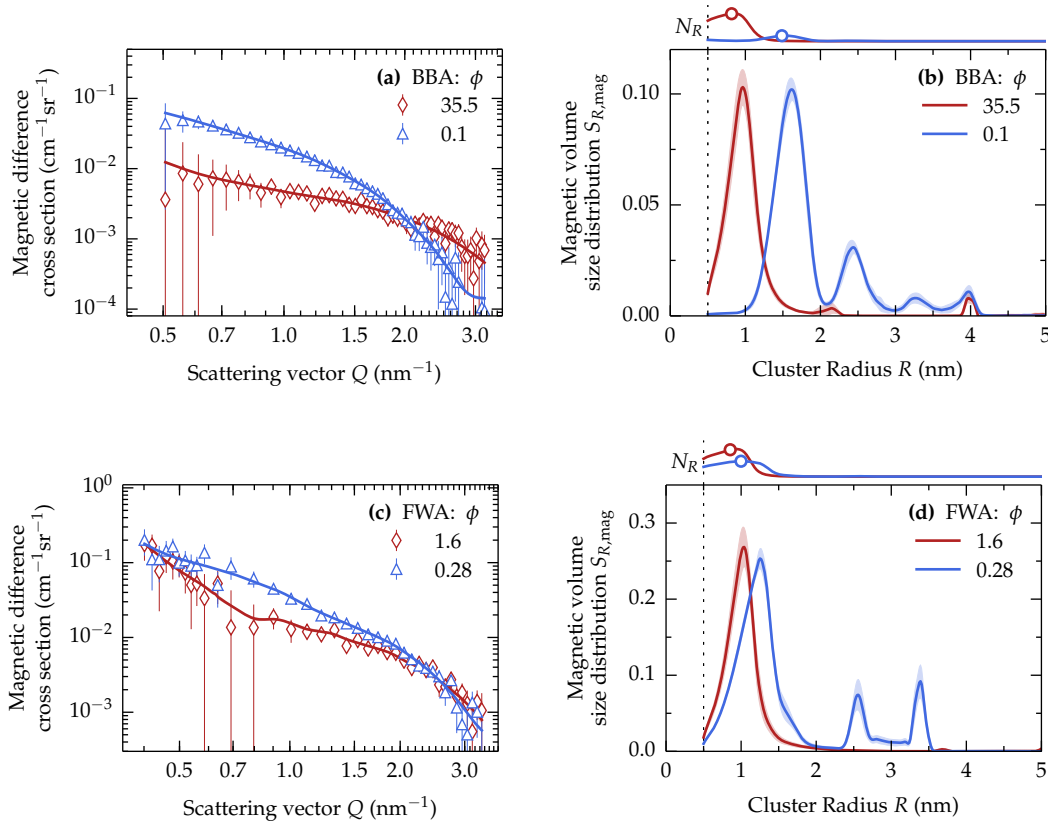 (a) BBA: ϕ
35.5
0.1
10⁻¹
10⁻²
10⁻³
10⁻⁴
0.5 0.7 1.0 1.5 2.0 3.0
Magnetic difference
cross section (cm⁻¹sr⁻¹)
Scattering vector Q (nm⁻¹)
N_R
(b) BBA: ϕ
35.5
0.1
0.10
0.05
0.00
0 1 2 3 4 5
Magnetic volume
size distribution S_R,mag
Cluster Radius R (nm)
(c) FWA: ϕ
1.6
0.28
10⁰
10⁻¹
10⁻²
10⁻³
0.5 0.7 1.0 1.5 2.0 3.0
Magnetic difference
cross section (cm⁻¹sr⁻¹)
Scattering vector Q (nm⁻¹)
N_R
(d) FWA: ϕ
1.6
0.28
0.3
0.2
0.1
0.0
0 1 2 3 4 5
Magnetic volume
size distribution S_R,mag
Cluster Radius R (nm)